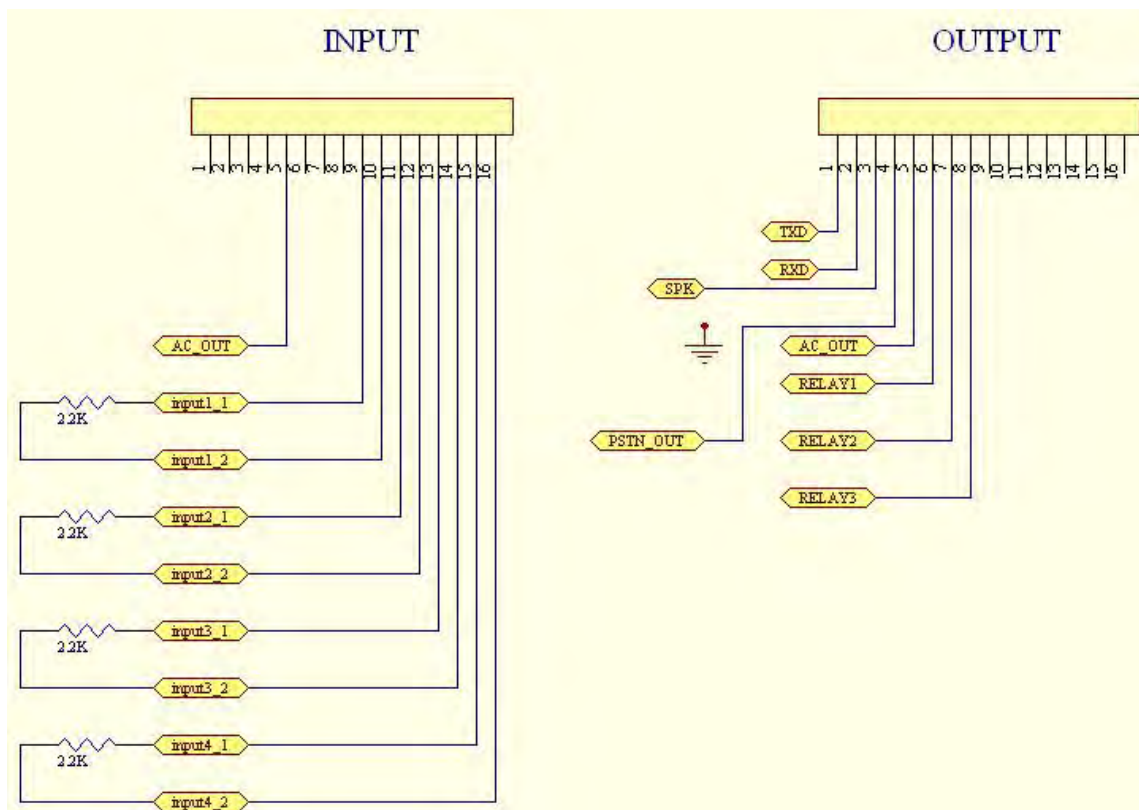 INPUT
1 2 3 4 5 6 7 8 9 10 11 12 13 14 15 16
AC_OUT
input1_1
2.2K
input1_2
input2_1
2.2K
input2_2
input3_1
2.2K
input3_2
input4_1
2.2K
input4_2
OUTPUT
1 2 3 4 5 6 7 8 9 10 11 12 13 14 15 16
TXD
RXD
SPK
AC_OUT
RELAY1
PSTN_OUT
RELAY2
RELAY3